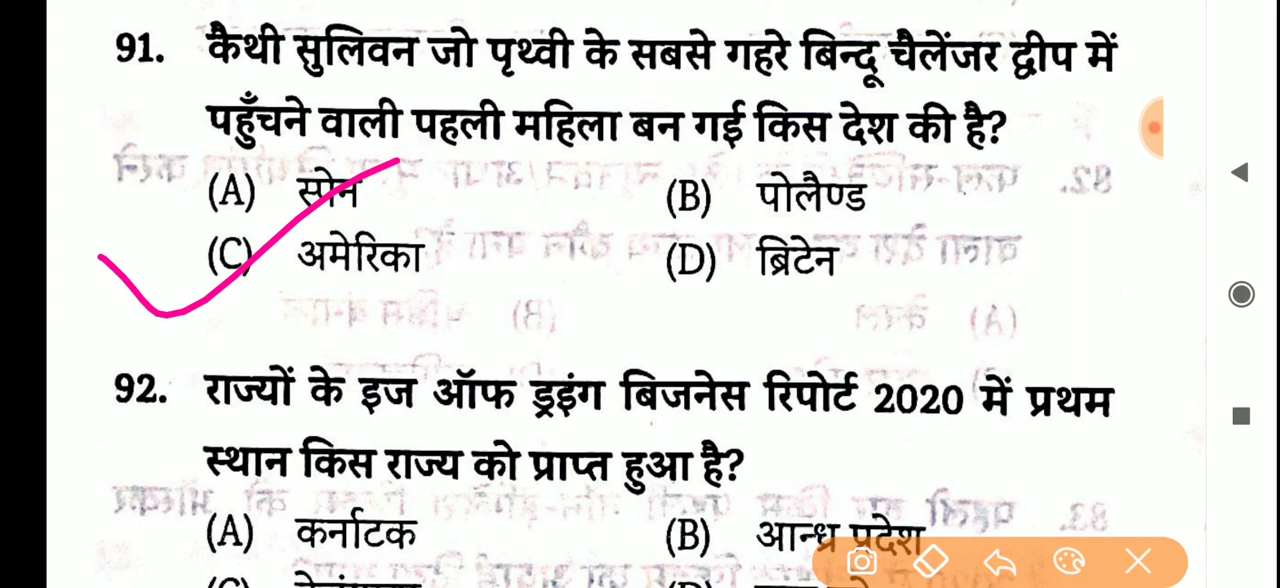 91. कैथी सुलिवन जो पृथ्वी के सबसे गहरे बिन्दू चैलेंजर द्वीप में
पहुँचने वाली पहली महिला बन गई किस देश की है?
(A) स्पेन (B) पोलैण्ड
(C) अमेरिका (D) ब्रिटेन
92. राज्यों के इज ऑफ ड्रइंग बिजनेस रिपोर्ट 2020 में प्रथम
स्थान किस राज्य को प्राप्त हुआ है?
(A) कर्नाटक (B) आन्ध्र प्रदेश